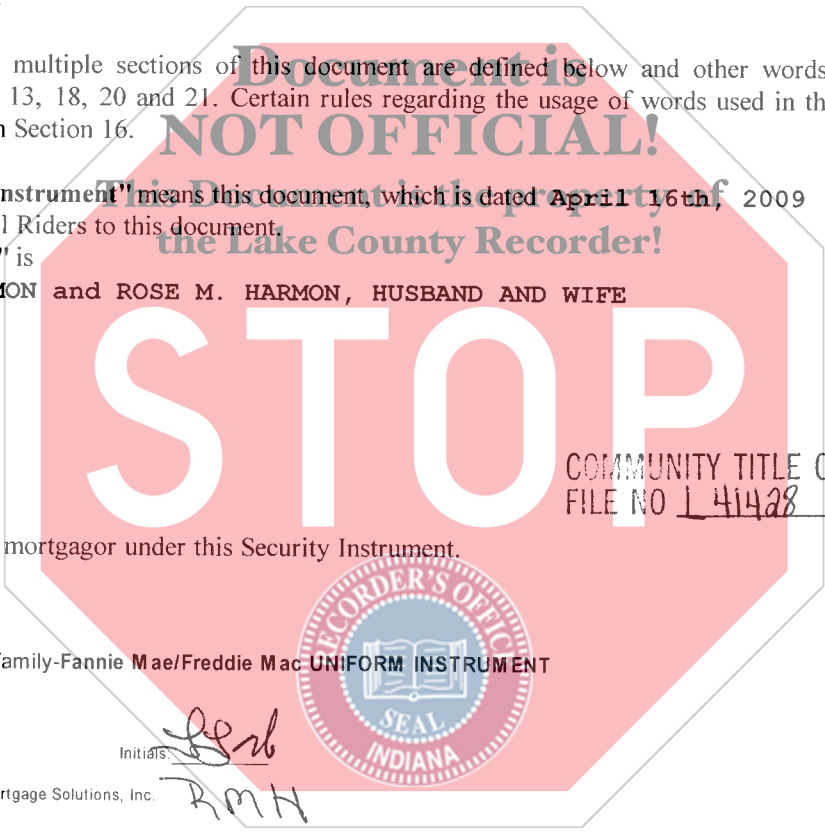 multiple sections of this document are defined below and other words
13, 18, 20 and 21. Certain rules regarding the usage of words used in th
n Section 16.
Document is
NOT OFFICIAL!
This Document is the property of
the Lake County Recorder!
nstrument" means this document, which is dated April 16th, 2009
l Riders to this document.
" is
MON and ROSE M. HARMON, HUSBAND AND WIFE
STOP
COMMUNITY TITLE C
FILE NO L 41428
mortgagor under this Security Instrument.
RECORDER'S OFFICE
SEAL
INDIANA
amily-Fannie Mae/Freddie Mac UNIFORM INSTRUMENT
Initials:
rtgage Solutions, Inc.
RMH